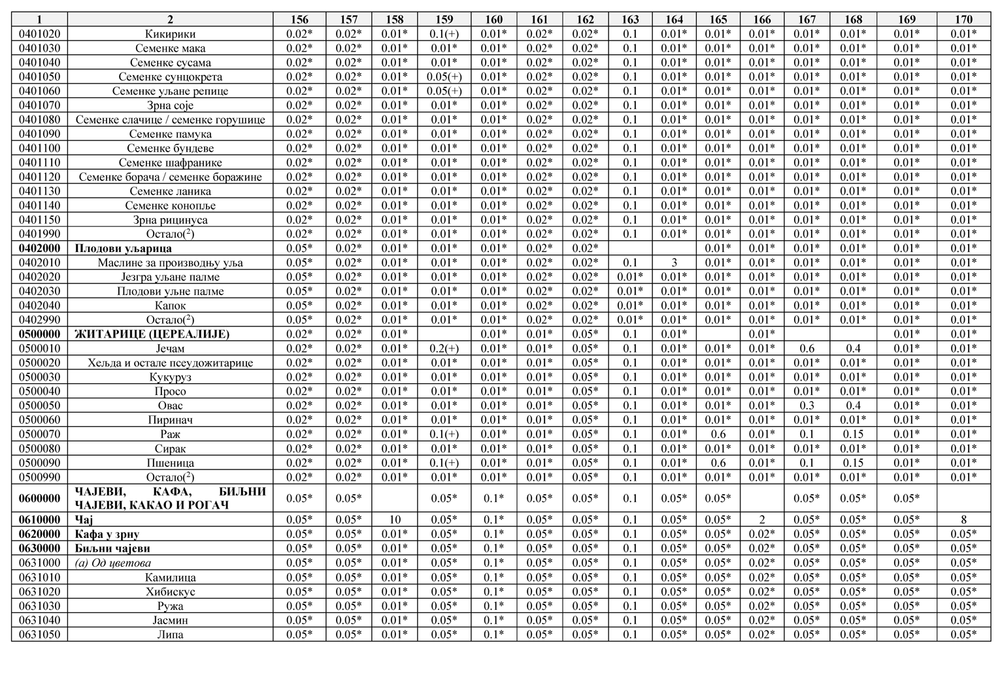 1 2 156 157 158 159 160 161 162 163 164 165 166 167 168 169 170
0401020 Кикирики 0.02* 0.02* 0.01* 0.1(+) 0.01* 0.02* 0.02* 0.1 0.01* 0.01* 0.01* 0.01* 0.01* 0.01* 0.01*
0401030 Семенке мака 0.02* 0.02* 0.01* 0.01* 0.01* 0.02* 0.02* 0.1 0.01* 0.01* 0.01* 0.01* 0.01* 0.01* 0.01*
0401040 Семенке сусама 0.02* 0.02* 0.01* 0.01* 0.01* 0.02* 0.02* 0.1 0.01* 0.01* 0.01* 0.01* 0.01* 0.01* 0.01*
0401050 Семенке сунцокрета 0.02* 0.02* 0.01* 0.05(+) 0.01* 0.02* 0.02* 0.1 0.01* 0.01* 0.01* 0.01* 0.01* 0.01* 0.01*
0401060 Семенке уљане репице 0.02* 0.02* 0.01* 0.05(+) 0.01* 0.02* 0.02* 0.1 0.01* 0.01* 0.01* 0.01* 0.01* 0.01* 0.01*
0401070 Зрна соје 0.02* 0.02* 0.01* 0.01* 0.01* 0.02* 0.02* 0.1 0.01* 0.01* 0.01* 0.01* 0.01* 0.01* 0.01*
0401080 Семенке слачице / семенке горушице 0.02* 0.02* 0.01* 0.01* 0.01* 0.02* 0.02* 0.1 0.01* 0.01* 0.01* 0.01* 0.01* 0.01* 0.01*
0401090 Семенке памука 0.02* 0.02* 0.01* 0.01* 0.01* 0.02* 0.02* 0.1 0.01* 0.01* 0.01* 0.01* 0.01* 0.01* 0.01*
0401100 Семенке бундеве 0.02* 0.02* 0.01* 0.01* 0.01* 0.02* 0.02* 0.1 0.01* 0.01* 0.01* 0.01* 0.01* 0.01* 0.01*
0401110 Семенке шафранике 0.02* 0.02* 0.01* 0.01* 0.01* 0.02* 0.02* 0.1 0.01* 0.01* 0.01* 0.01* 0.01* 0.01* 0.01*
0401120 Семенке борача / семенке боражине 0.02* 0.02* 0.01* 0.01* 0.01* 0.02* 0.02* 0.1 0.01* 0.01* 0.01* 0.01* 0.01* 0.01* 0.01*
0401130 Семенке ланика 0.02* 0.02* 0.01* 0.01* 0.01* 0.02* 0.02* 0.1 0.01* 0.01* 0.01* 0.01* 0.01* 0.01* 0.01*
0401140 Семенке конопље 0.02* 0.02* 0.01* 0.01* 0.01* 0.02* 0.02* 0.1 0.01* 0.01* 0.01* 0.01* 0.01* 0.01* 0.01*
0401150 Зрна рицинуса 0.02* 0.02* 0.01* 0.01* 0.01* 0.02* 0.02* 0.1 0.01* 0.01* 0.01* 0.01* 0.01* 0.01* 0.01*
0401990 Остало(²) 0.02* 0.02* 0.01* 0.01* 0.01* 0.02* 0.02* 0.1 0.01* 0.01* 0.01* 0.01* 0.01* 0.01* 0.01*
0402000 Плодови уљарица 0.05* 0.02* 0.01* 0.01* 0.01* 0.02* 0.02* 0.01* 0.01* 0.01* 0.01* 0.01* 0.01*
0402010 Маслине за производњу уља 0.05* 0.02* 0.01* 0.01* 0.01* 0.02* 0.02* 0.1 3 0.01* 0.01* 0.01* 0.01* 0.01* 0.01*
0402020 Језгра уљане палме 0.05* 0.02* 0.01* 0.01* 0.01* 0.02* 0.02* 0.01* 0.01* 0.01* 0.01* 0.01* 0.01* 0.01* 0.01*
0402030 Плодови уљне палме 0.05* 0.02* 0.01* 0.01* 0.01* 0.02* 0.02* 0.01* 0.01* 0.01* 0.01* 0.01* 0.01* 0.01* 0.01*
0402040 Капок 0.05* 0.02* 0.01* 0.01* 0.01* 0.02* 0.02* 0.01* 0.01* 0.01* 0.01* 0.01* 0.01* 0.01* 0.01*
0402990 Остало(²) 0.05* 0.02* 0.01* 0.01* 0.01* 0.02* 0.02* 0.01* 0.01* 0.01* 0.01* 0.01* 0.01* 0.01* 0.01*
0500000 ЖИТАРИЦЕ (ЦЕРЕАЛИЈЕ) 0.02* 0.02* 0.01* 0.01* 0.01* 0.05* 0.1 0.01* 0.01* 0.01* 0.01*
0500010 Јечам 0.02* 0.02* 0.01* 0.2(+) 0.01* 0.01* 0.05* 0.1 0.01* 0.01* 0.01* 0.6 0.4 0.01* 0.01*
0500020 Хељда и остале псеудожитарице 0.02* 0.02* 0.01* 0.01* 0.01* 0.01* 0.05* 0.1 0.01* 0.01* 0.01* 0.01* 0.01* 0.01* 0.01*
0500030 Кукуруз 0.02* 0.02* 0.01* 0.01* 0.01* 0.01* 0.05* 0.1 0.01* 0.01* 0.01* 0.01* 0.01* 0.01* 0.01*
0500040 Просо 0.02* 0.02* 0.01* 0.01* 0.01* 0.01* 0.05* 0.1 0.01* 0.01* 0.01* 0.01* 0.01* 0.01* 0.01*
0500050 Овас 0.02* 0.02* 0.01* 0.01* 0.01* 0.01* 0.05* 0.1 0.01* 0.01* 0.01* 0.3 0.4 0.01* 0.01*
0500060 Пиринач 0.02* 0.02* 0.01* 0.01* 0.01* 0.01* 0.05* 0.1 0.01* 0.01* 0.01* 0.01* 0.01* 0.01* 0.01*
0500070 Раж 0.02* 0.02* 0.01* 0.1(+) 0.01* 0.01* 0.05* 0.1 0.01* 0.6 0.01* 0.1 0.15 0.01* 0.01*
0500080 Сирак 0.02* 0.02* 0.01* 0.01* 0.01* 0.01* 0.05* 0.1 0.01* 0.01* 0.01* 0.01* 0.01* 0.01* 0.01*
0500090 Пшеница 0.02* 0.02* 0.01* 0.1(+) 0.01* 0.01* 0.05* 0.1 0.01* 0.6 0.01* 0.1 0.15 0.01* 0.01*
0500990 Остало(²) 0.02* 0.02* 0.01* 0.01* 0.01* 0.01* 0.05* 0.1 0.01* 0.01* 0.01* 0.01* 0.01* 0.01* 0.01*
0600000 ЧАЈЕВИ, КАФА, БИЉНИ
ЧАЈЕВИ, КАКАО И РОГАЧ 0.05* 0.05* 0.05* 0.1* 0.05* 0.05* 0.1 0.05* 0.05* 0.05* 0.05* 0.05*
0610000 Чај 0.05* 0.05* 10 0.05* 0.1* 0.05* 0.05* 0.1 0.05* 0.05* 2 0.05* 0.05* 0.05* 8
0620000 Кафа у зрну 0.05* 0.05* 0.01* 0.05* 0.1* 0.05* 0.05* 0.1 0.05* 0.05* 0.02* 0.05* 0.05* 0.05* 0.05*
0630000 Биљни чајеви 0.05* 0.05* 0.01* 0.05* 0.1* 0.05* 0.05* 0.1 0.05* 0.05* 0.02* 0.05* 0.05* 0.05* 0.05*
0631000 (а) Од цветова 0.05* 0.05* 0.01* 0.05* 0.1* 0.05* 0.05* 0.1 0.05* 0.05* 0.02* 0.05* 0.05* 0.05* 0.05*
0631010 Камилица 0.05* 0.05* 0.01* 0.05* 0.1* 0.05* 0.05* 0.1 0.05* 0.05* 0.02* 0.05* 0.05* 0.05* 0.05*
0631020 Хибискус 0.05* 0.05* 0.01* 0.05* 0.1* 0.05* 0.05* 0.1 0.05* 0.05* 0.02* 0.05* 0.05* 0.05* 0.05*
0631030 Ружа 0.05* 0.05* 0.01* 0.05* 0.1* 0.05* 0.05* 0.1 0.05* 0.05* 0.02* 0.05* 0.05* 0.05* 0.05*
0631040 Јасмин 0.05* 0.05* 0.01* 0.05* 0.1* 0.05* 0.05* 0.1 0.05* 0.05* 0.02* 0.05* 0.05* 0.05* 0.05*
0631050 Липа 0.05* 0.05* 0.01* 0.05* 0.1* 0.05* 0.05* 0.1 0.05* 0.05* 0.02* 0.05* 0.05* 0.05* 0.05*